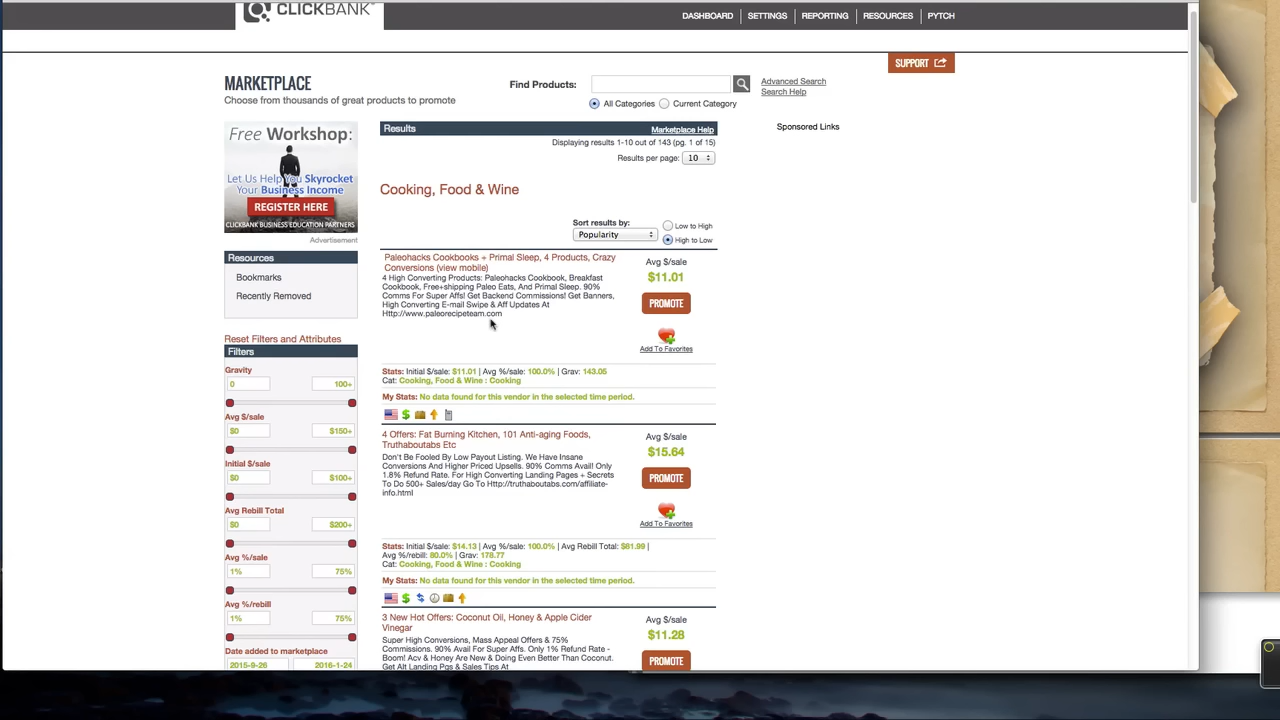 CLICKBANK
DASHBOARD | SETTINGS | REPORTING | RESOURCES | PYTCH
SUPPORT
MARKETPLACE
Choose from thousands of great products to promote
Find Products:
Advanced Search
Search Help
All Categories
Current Category
Free Workshop:
Let Us Help You Skyrocket
Your Business Income
REGISTER HERE
CLICKBANK BUSINESS EDUCATION PARTNERS
Advertisement
Resources
Bookmarks
Recently Removed
Reset Filters and Attributes
Filters
Gravity
0 100+
Avg $/sale
$0 $150+
Initial $/sale
$0 $100+
Avg Rebill Total
$0 $200+
Avg %/sale
1% 75%
Avg %/rebill
1% 75%
Date added to marketplace
2015-9-26 2016-1-24
Results Marketplace Help
Displaying results 1-10 out of 143 (pg. 1 of 15)
Results per page: 10
Cooking, Food & Wine
Sort results by:
Popularity
Low to High
High to Low
Paleohacks Cookbooks + Primal Sleep, 4 Products, Crazy
Conversions (view mobile)
4 High Converting Products: Paleohacks Cookbook, Breakfast
Cookbook, Free+shipping Paleo Eats, And Primal Sleep. 90%
Comms For Super Affs! Get Backend Commissions! Get Banners,
High Converting E-mail Swipe & Aff Updates At
Http://www.paleorecipeteam.com
Avg $/sale
$11.01
PROMOTE
Add To Favorites
Stats: Initial $/sale: $11.01 | Avg %/sale: 100.0% | Grav: 143.05
Cat: Cooking, Food & Wine : Cooking
My Stats: No data found for this vendor in the selected time period.
4 Offers: Fat Burning Kitchen, 101 Anti-aging Foods,
Truthaboutabs Etc
Don't Be Fooled By Low Payout Listing. We Have Insane
Conversions And Higher Priced Upsells. 90% Comms Avail! Only
1.8% Refund Rate. For High Converting Landing Pages + Secrets
To Do 500+ Sales/day Go To Http://truthaboutabs.com/affiliate-
info.html
Avg $/sale
$15.64
PROMOTE
Add To Favorites
Stats: Initial $/sale: $14.13 | Avg %/sale: 100.0% | Avg Rebill Total: $61.99 |
Avg %/rebill: 80.0% | Grav: 178.77
Cat: Cooking, Food & Wine : Cooking
My Stats: No data found for this vendor in the selected time period.
3 New Hot Offers: Coconut Oil, Honey & Apple Cider
Vinegar
Super High Conversions, Mass Appeal Offers & 75%
Commissions. 90% Avail For Super Affs. Only 1% Refund Rate -
Boom! Acv & Honey Are New & Doing Even Better Than Coconut.
Get Alt Landing Pgs & Sales Tips At
Avg $/sale
$11.28
PROMOTE
Sponsored Links